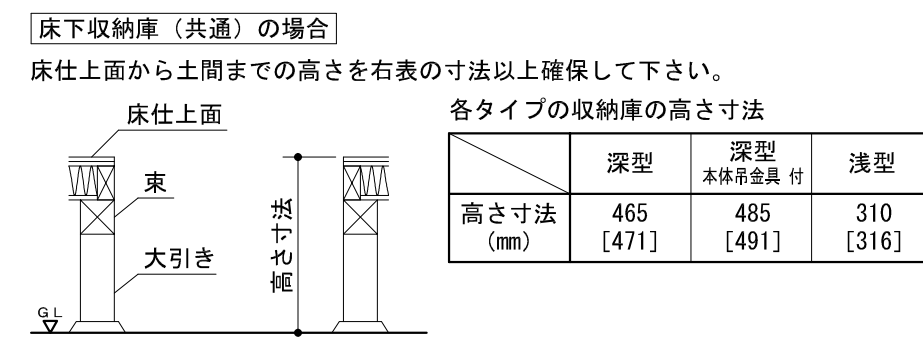 床下収納庫（共通）の場合
床仕上面から土間までの高さを右表の寸法以上確保して下さい。
床仕上面
束
大引き
高さ寸法
GL
各タイプの収納庫の高さ寸法
深型 深型 浅型
本体吊金具 付
高さ寸法 465 485 310
(mm) [471] [491] [316]